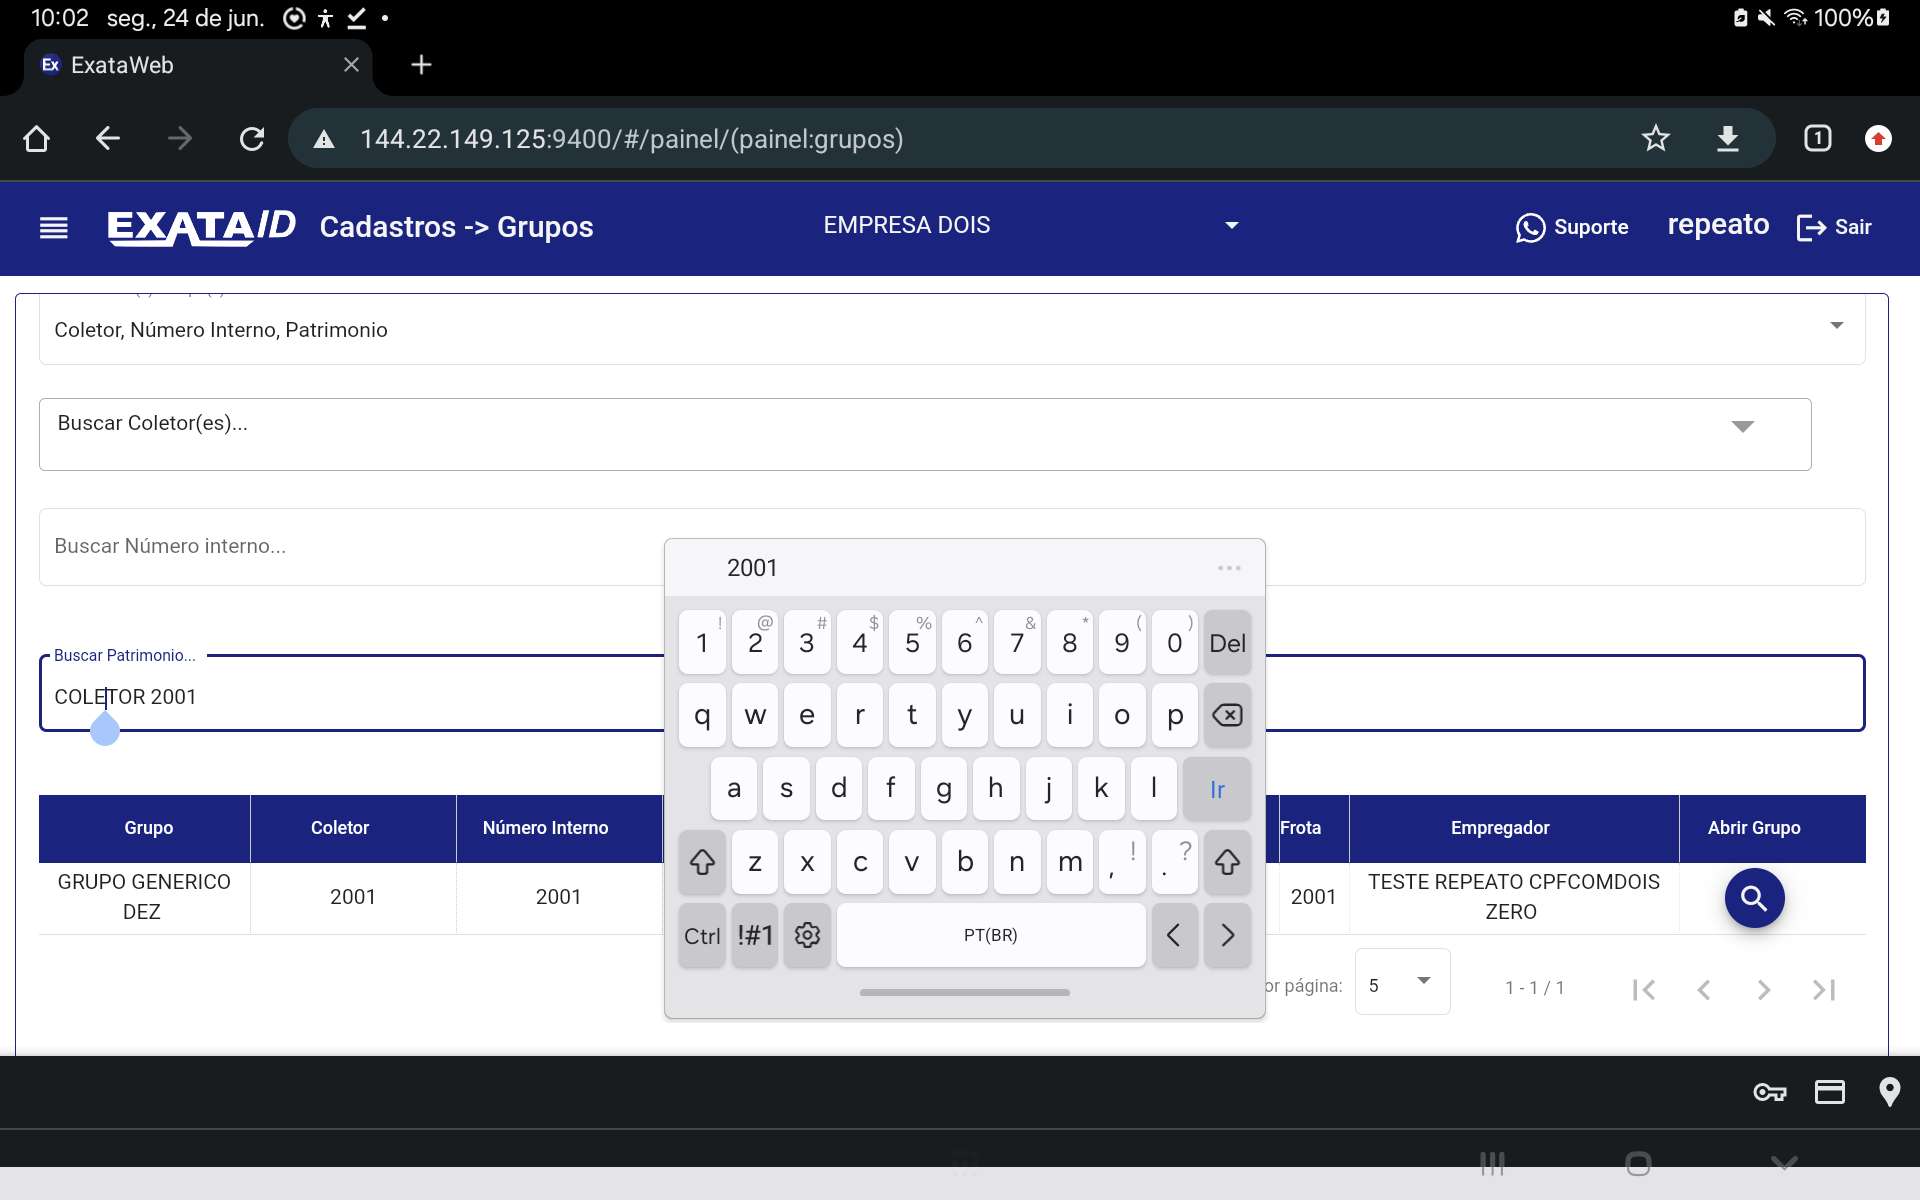 10:02 seg., 24 de jun. 100%
Ex ExataWeb
144.22.149.125:9400/#/painel/(painel:grupos) 1
EXATAID Cadastros -> Grupos EMPRESA DOIS Suporte repeato Sair
Coletor, Número Interno, Patrimonio
Buscar Coletor(es)...
Buscar Número interno...
Buscar Patrimonio...
COLETOR 2001
2001 ...
! @ # $ % ^ & * ( )
1 2 3 4 5 6 7 8 9 0 Del
q w e r t y u i o p
a s d f g h j k l Ir
z x c v b n m , ! . ?
Ctrl !#1 PT(BR) < >
Grupo Coletor Número Interno Frota Empregador Abrir Grupo
GRUPO GENERICO DEZ 2001 2001 2001 TESTE REPEATO CPFCOMDOIS ZERO
or página: 5 1 - 1 / 1